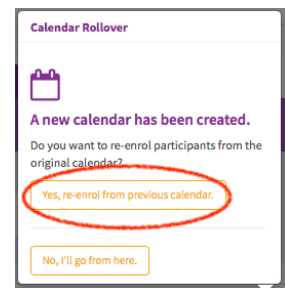 Calendar Rollover
A new calendar has been created.
Do you want to re-enrol participants from the
original calendar?
Yes, re-enrol from previous calendar.
No, I'll go from here.